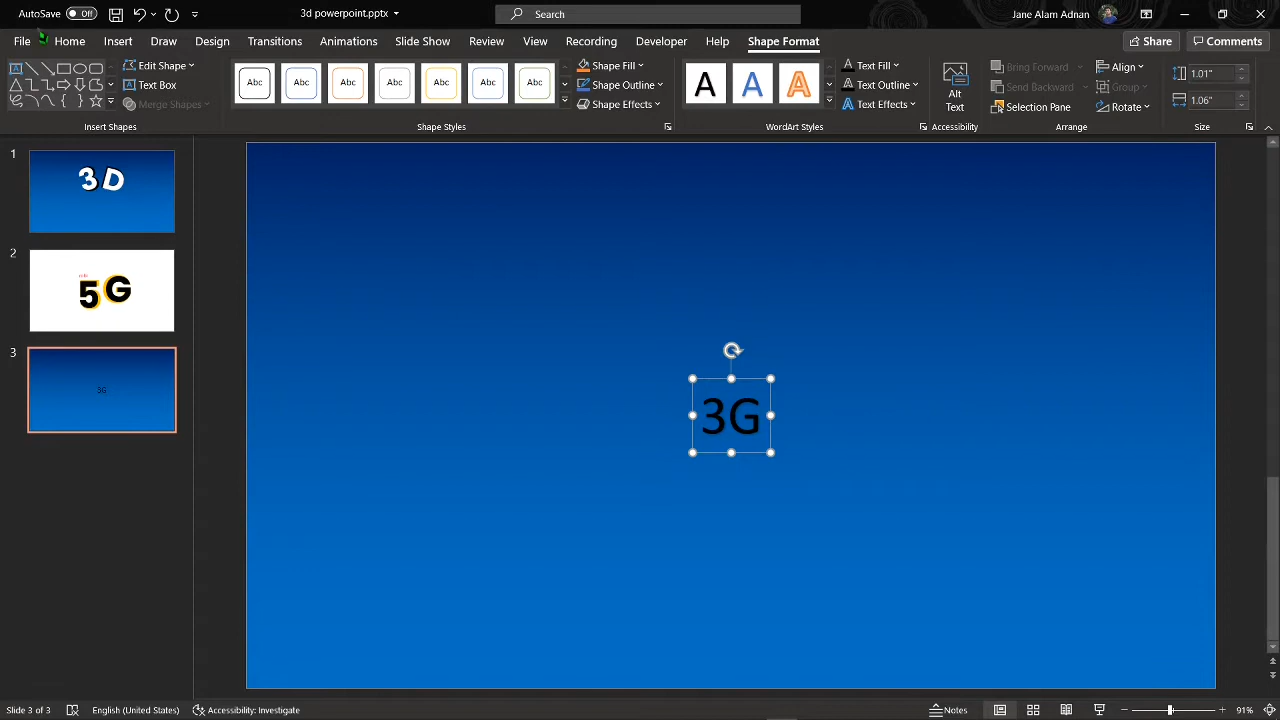 AutoSave Off 3d powerpoint.pptx Search Jane Alam Adnan
File Home Insert Draw Design Transitions Animations Slide Show Review View Recording Developer Help Shape Format Share Comments
Edit Shape Abc Abc Abc Abc Abc Abc Abc Shape Fill A A A Text Fill Alt Text Bring Forward Align 1.01"
Text Box Shape Outline Text Outline Send Backward Group
Merge Shapes Shape Effects Text Effects Selection Pane Rotate 1.06"
Insert Shapes Shape Styles WordArt Styles Accessibility Arrange Size
1
3D
2
5G
3
3G
3G
Slide 3 of 3 English (United States) Accessibility: Investigate Notes 91%